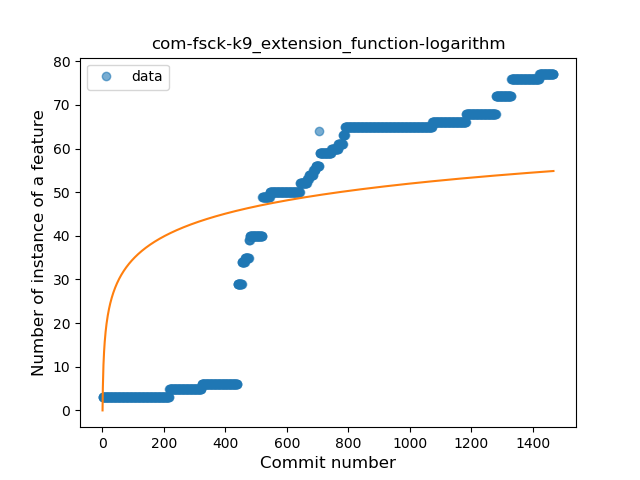 com-fsck-k9_extension_function-logarithm
data
Number of instance of a feature
80
70
60
50
40
30
20
10
0
0 200 400 600 800 1000 1200 1400
Commit number